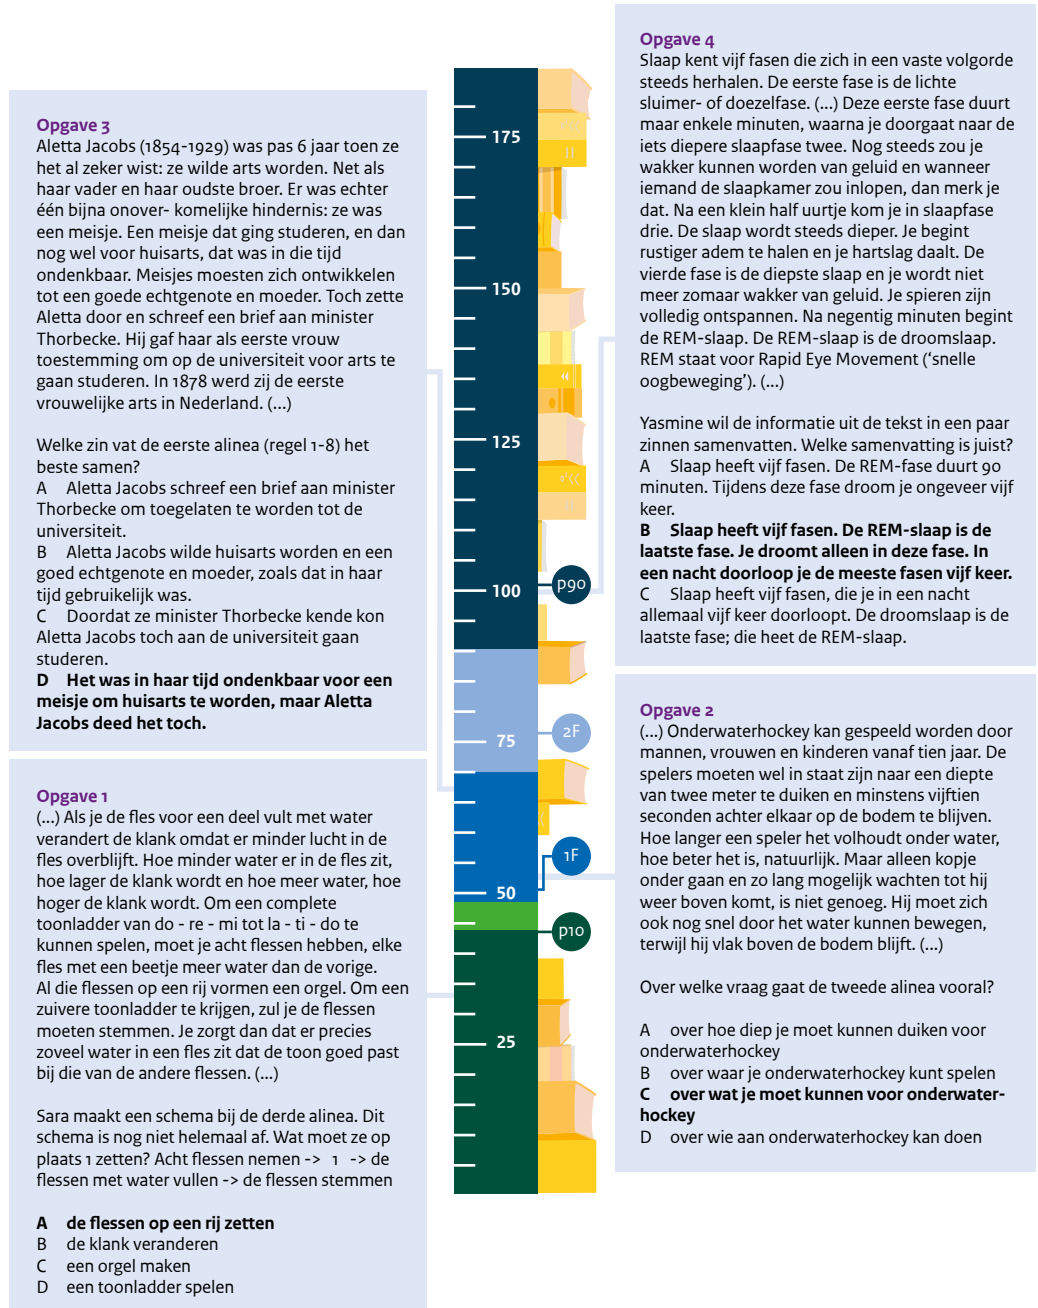 Opgave 3
Aletta Jacobs (1854-1929) was pas 6 jaar toen ze
het al zeker wist: ze wilde arts worden. Net als
haar vader en haar oudste broer. Er was echter
één bijna onover- komelijke hindernis: ze was
een meisje. Een meisje dat ging studeren, en dan
nog wel voor huisarts, dat was in die tijd
ondenkbaar. Meisjes moesten zich ontwikkelen
tot een goede echtgenote en moeder. Toch zette
Aletta door en schreef een brief aan minister
Thorbecke. Hij gaf haar als eerste vrouw
toestemming om op de universiteit voor arts te
gaan studeren. In 1878 werd zij de eerste
vrouwelijke arts in Nederland. (...)
Welke zin vat de eerste alinea (regel 1-8) het
beste samen?
A Aletta Jacobs schreef een brief aan minister
Thorbecke om toegelaten te worden tot de
universiteit.
B Aletta Jacobs wilde huisarts worden en een
goed echtgenote en moeder, zoals dat in haar
tijd gebruikelijk was.
C Doordat ze minister Thorbecke kende kon
Aletta Jacobs toch aan de universiteit gaan
studeren.
D Het was in haar tijd ondenkbaar voor een
meisje om huisarts te worden, maar Aletta
Jacobs deed het toch.
Opgave 1
(...) Als je de fles voor een deel vult met water
verandert de klank omdat er minder lucht in de
fles overblijft. Hoe minder water er in de fles zit,
hoe lager de klank wordt en hoe meer water, hoe
hoger de klank wordt. Om een complete
toonladder van do - re - mi tot la - ti - do te
kunnen spelen, moet je acht flessen hebben, elke
fles met een beetje meer water dan de vorige.
Al die flessen op een rij vormen een orgel. Om een
zuivere toonladder te krijgen, zul je de flessen
moeten stemmen. Je zorgt dan dat er precies
zoveel water in een fles zit dat de toon goed past
bij die van de andere flessen. (...)
Sara maakt een schema bij de derde alinea. Dit
schema is nog niet helemaal af. Wat moet ze op
plaats 1 zetten? Acht flessen nemen -> 1 -> de
flessen met water vullen -> de flessen stemmen
A de flessen op een rij zetten
B de klank veranderen
C een orgel maken
D een toonladder spelen
175
150
125
100
p90
2F
75
1F
50
p10
25
Opgave 4
Slaap kent vijf fasen die zich in een vaste volgorde
steeds herhalen. De eerste fase is de lichte
sluimer- of doezelfase. (...) Deze eerste fase duurt
maar enkele minuten, waarna je doorgaat naar de
iets diepere slaapfase twee. Nog steeds zou je
wakker kunnen worden van geluid en wanneer
iemand de slaapkamer zou inlopen, dan merk je
dat. Na een klein half uurtje kom je in slaapfase
drie. De slaap wordt steeds dieper. Je begint
rustiger adem te halen en je hartslag daalt. De
vierde fase is de diepste slaap en je wordt niet
meer zomaar wakker van geluid. Je spieren zijn
volledig ontspannen. Na negentig minuten begint
de REM-slaap. De REM-slaap is de droomslaap.
REM staat voor Rapid Eye Movement (‘snelle
oogbeweging’). (...)
Yasmine wil de informatie uit de tekst in een paar
zinnen samenvatten. Welke samenvatting is juist?
A Slaap heeft vijf fasen. De REM-fase duurt 90
minuten. Tijdens deze fase droom je ongeveer vijf
keer.
B Slaap heeft vijf fasen. De REM-slaap is de
laatste fase. Je droomt alleen in deze fase. In
een nacht doorloop je de meeste fasen vijf keer.
C Slaap heeft vijf fasen, die je in een nacht
allemaal vijf keer doorloopt. De droomslaap is de
laatste fase; die heet de REM-slaap.
Opgave 2
(...) Onderwaterhockey kan gespeeld worden door
mannen, vrouwen en kinderen vanaf tien jaar. De
spelers moeten wel in staat zijn naar een diepte
van twee meter te duiken en minstens vijftien
seconden achter elkaar op de bodem te blijven.
Hoe langer een speler het volhoudt onder water,
hoe beter het is, natuurlijk. Maar alleen kopje
onder gaan en zo lang mogelijk wachten tot hij
weer boven komt, is niet genoeg. Hij moet zich
ook nog snel door het water kunnen bewegen,
terwijl hij vlak boven de bodem blijft. (...)
Over welke vraag gaat de tweede alinea vooral?
A over hoe diep je moet kunnen duiken voor
onderwaterhockey
B over waar je onderwaterhockey kunt spelen
C over wat je moet kunnen voor onderwater-
hockey
D over wie aan onderwaterhockey kan doen